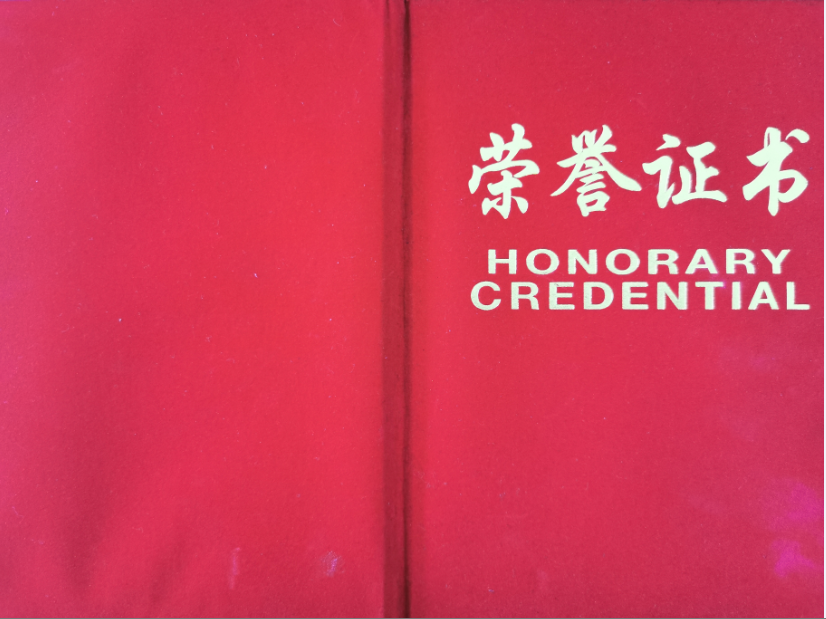 荣誉证书
HONORARY
CREDENTIAL